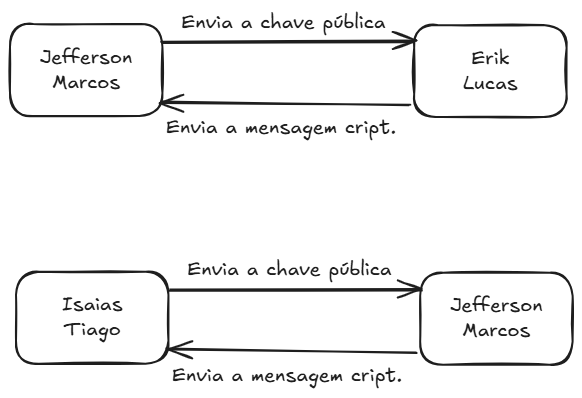 Envia a chave pública
Jefferson
Marcos
Erik
Lucas
Envia a mensagem cript.
Envia a chave pública
Isaias
Tiago
Jefferson
Marcos
Envia a mensagem cript.